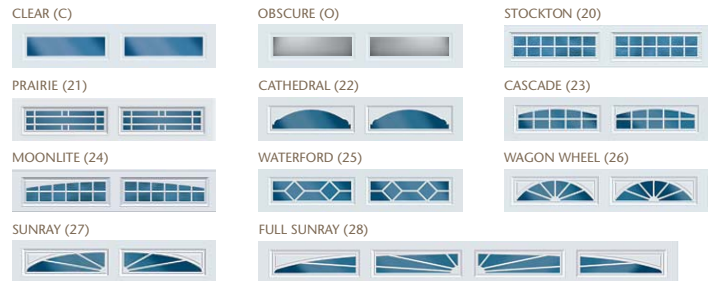 CLEAR (C)
OBSCURE (O)
STOCKTON (20)
PRAIRIE (21)
CATHEDRAL (22)
CASCADE (23)
MOONLITE (24)
WATERFORD (25)
WAGON WHEEL (26)
SUNRAY (27)
FULL SUNRAY (28)